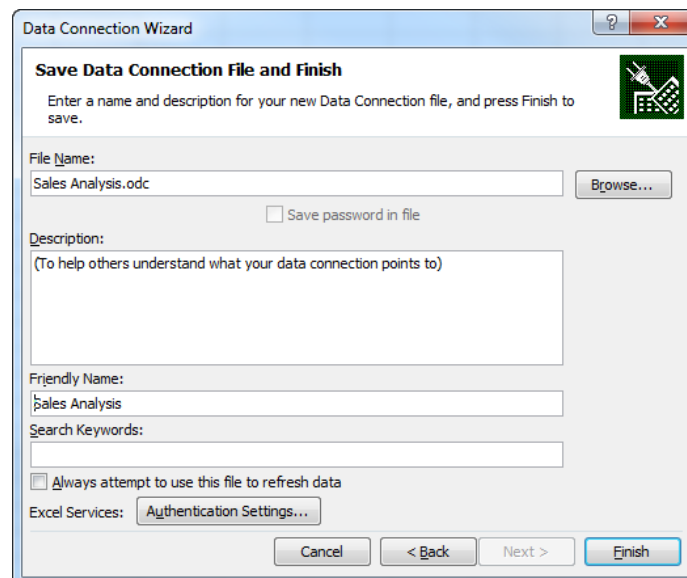 Data Connection Wizard
Save Data Connection File and Finish
Enter a name and description for your new Data Connection file, and press Finish to
save.
File Name:
Sales Analysis.odc
Browse...
Save password in file
Description:
(To help others understand what your data connection points to)
Friendly Name:
Sales Analysis
Search Keywords:
Always attempt to use this file to refresh data
Excel Services: Authentication Settings...
Cancel < Back Next > Finish